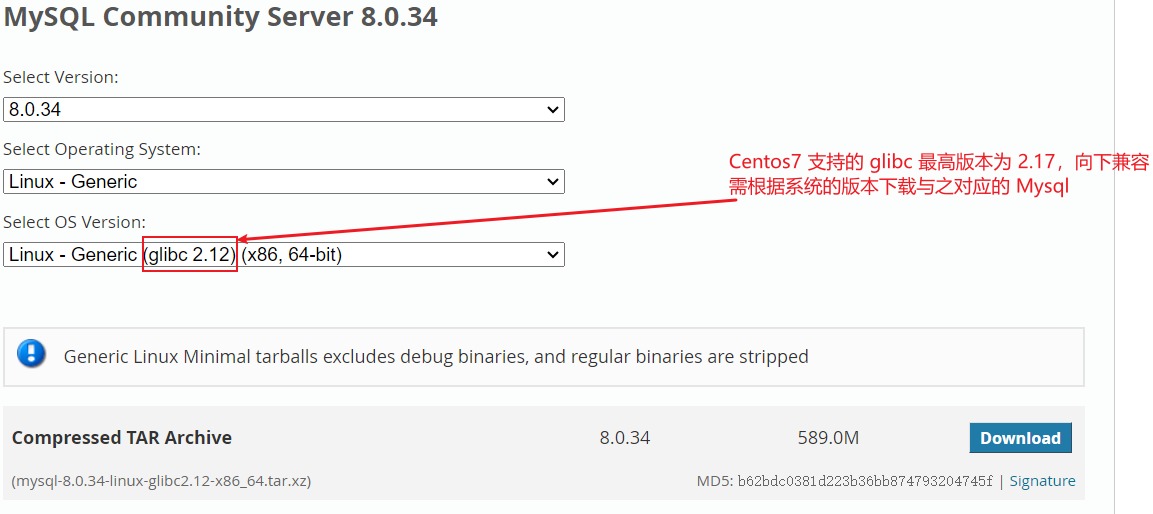 MySQL Community Server 8.0.34
Select Version:
8.0.34
Select Operating System:
Linux - Generic
Centos7 支持的 glibc 最高版本为 2.17，向下兼容
需根据系统的版本下载与之对应的 Mysql
Select OS Version:
Linux - Generic (glibc 2.12) (x86, 64-bit)
Generic Linux Minimal tarballs excludes debug binaries, and regular binaries are stripped
Compressed TAR Archive 8.0.34 589.0M Download
(mysql-8.0.34-linux-glibc2.12-x86_64.tar.xz) MD5: b62bdc0381d223b36bb874793204745f | Signature